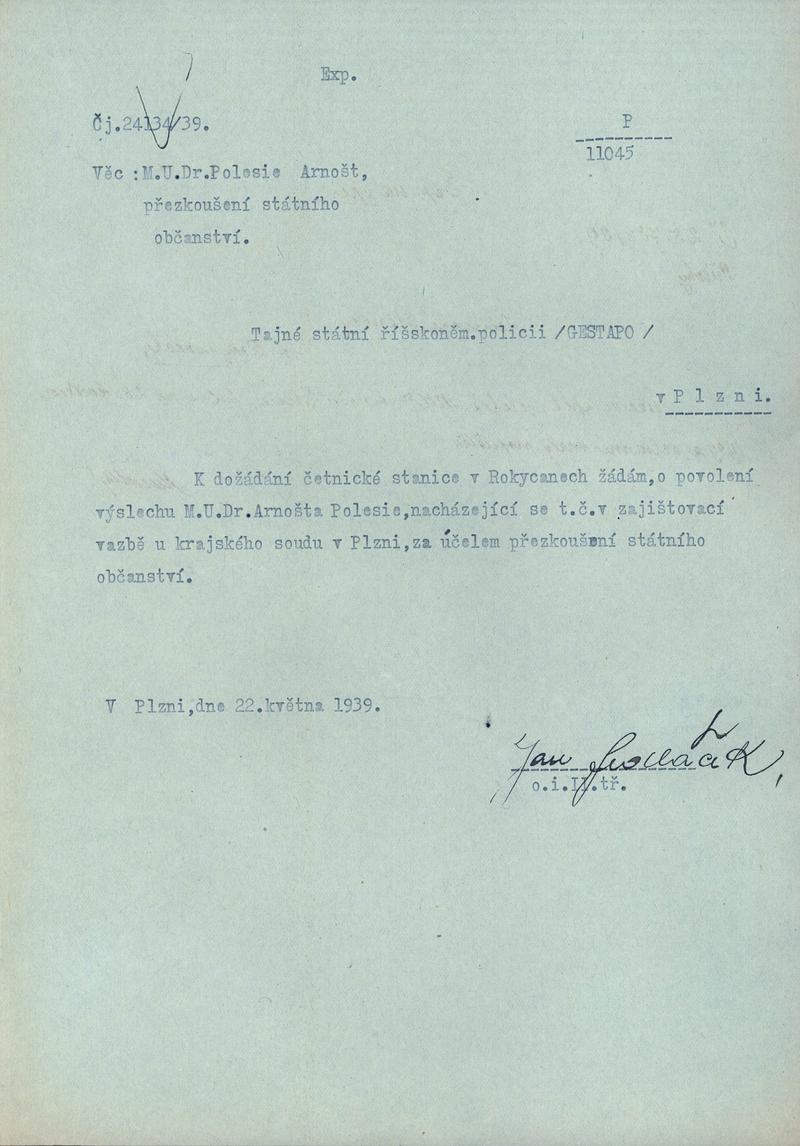 Exp.
Čj.24134/39.
P
11045
Věc :M.U.Dr.Polesie Arnošt,
přezkoušení státního
občanství.
Tajné státní říšskoněm.policii /GESTAPO /
v P l z n i.
K dožádání četnické stanice v Rokycanech žádám,o povolení
výslechu M.U.Dr.Arnošta Polesie,nacházející se t.č.v zajištovací
vazbě u krajského soudu v Plzni,za účelem přezkoušení státního
občanství.
V Plzni,dne 22.května 1939.
Jan
o.i.II.tř.